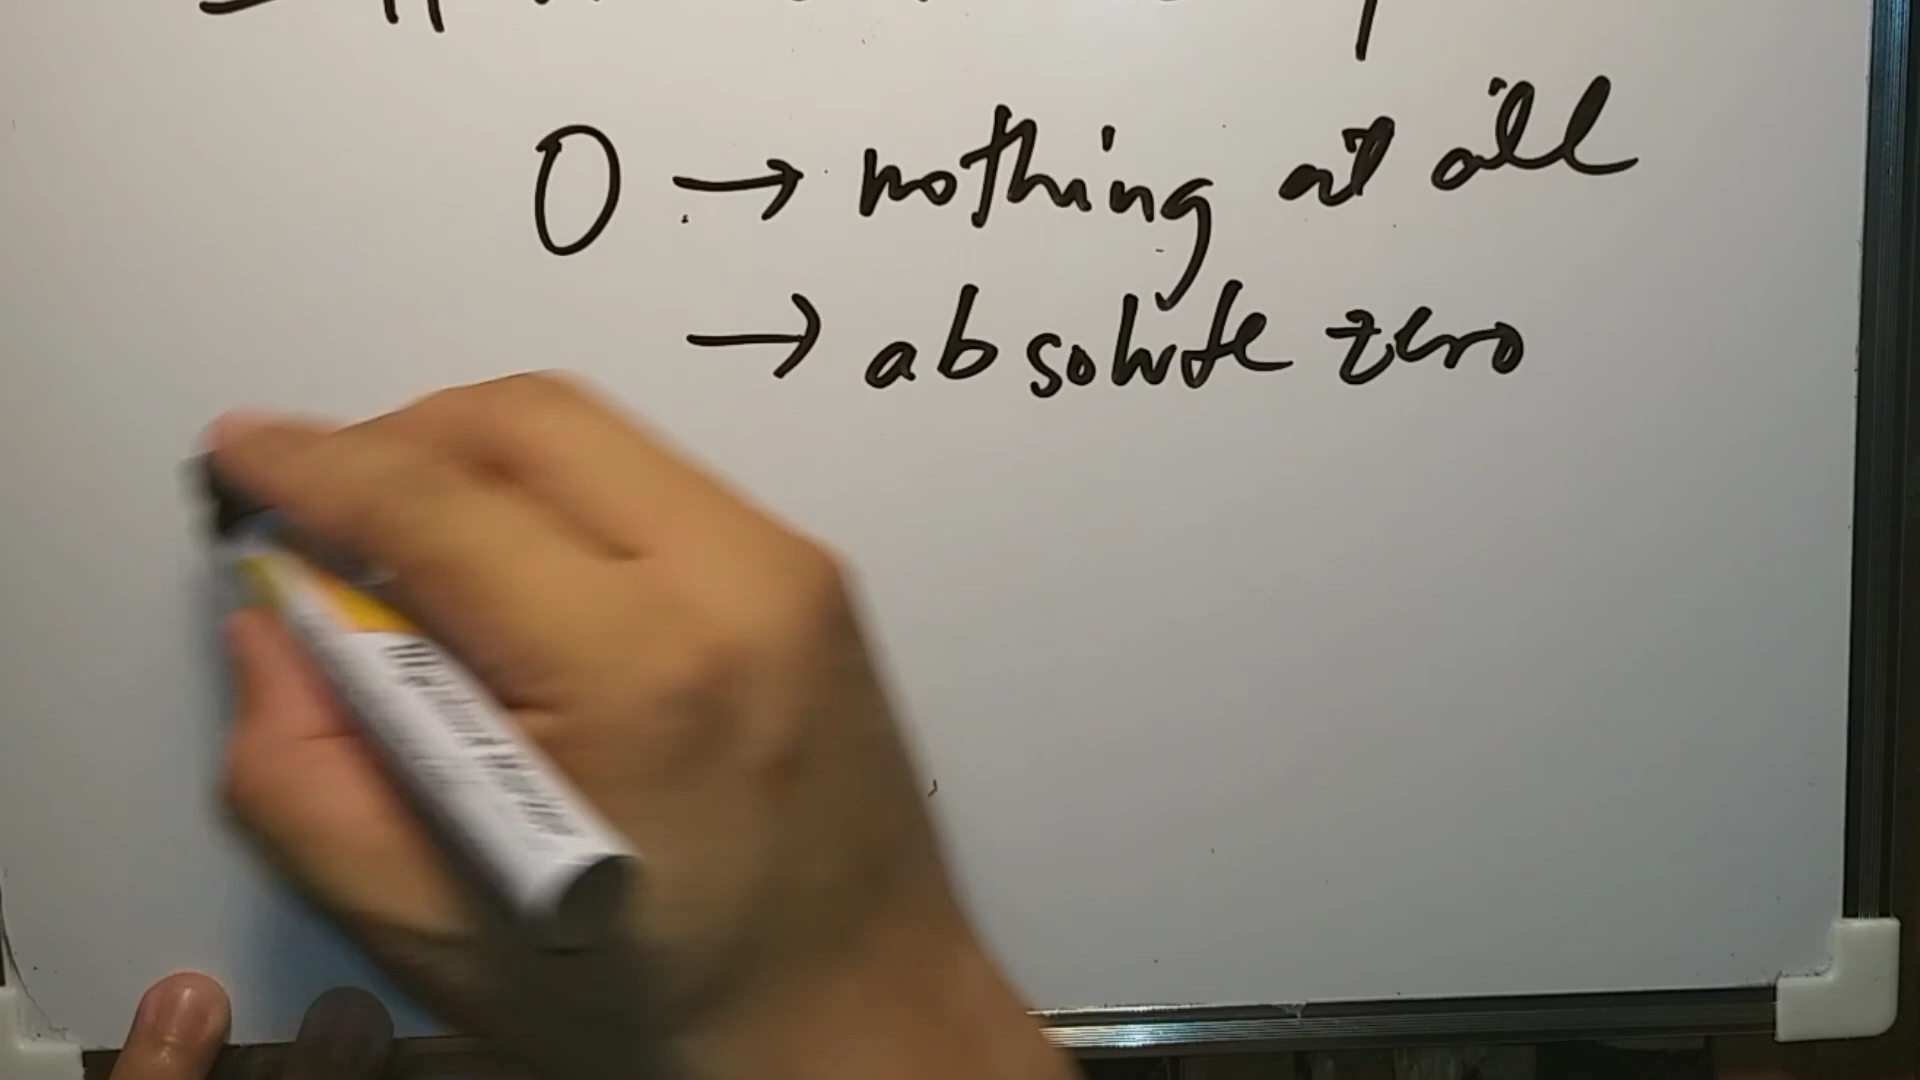 0 → nothing at all
→ absolute zero